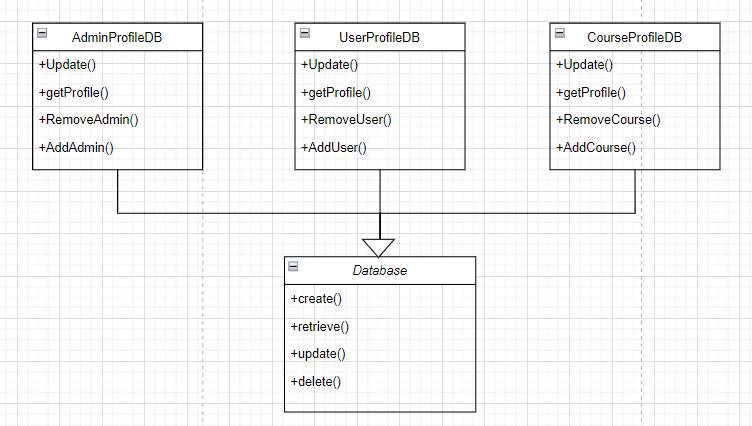 AdminProfileDB
+Update()
+getProfile()
+RemoveAdmin()
+AddAdmin()
UserProfileDB
+Update()
+getProfile()
+RemoveUser()
+AddUser()
CourseProfileDB
+Update()
+getProfile()
+RemoveCourse()
+AddCourse()
Database
+create()
+retrieve()
+update()
+delete()